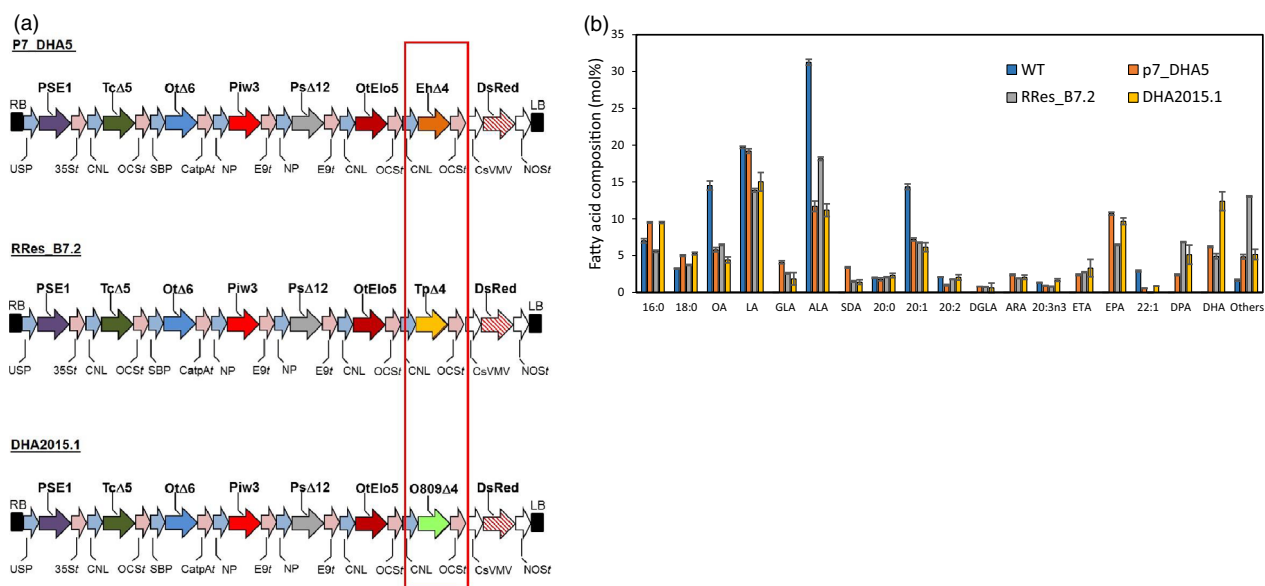 (a)
P7_DHA5
PSE1 TcΔ5 OtΔ6 Piw3 PsΔ12 OtElo5 EhΔ4 DsRed
RB LB
USP 35St CNL OCSt SBP CatpAt NP E9t NP E9t CNL OCSt CNL OCSt CsVMV NOSt
RRes_B7.2
PSE1 TcΔ5 OtΔ6 Piw3 PsΔ12 OtElo5 TpΔ4 DsRed
RB LB
USP 35St CNL OCSt SBP CatpAt NP E9t NP E9t CNL OCSt CNL OCSt CsVMV NOSt
DHA2015.1
PSE1 TcΔ5 OtΔ6 Piw3 PsΔ12 OtElo5 O809Δ4 DsRed
RB LB
USP 35St CNL OCSt SBP CatpAt NP E9t NP E9t CNL OCSt CNL OCSt CsVMV NOSt
(b)
Fatty acid composition (mol%)
35
30
25
20
15
10
5
0
WT p7_DHA5
RRes_B7.2 DHA2015.1
16:0 18:0 OA LA GLA ALA SDA 20:0 20:1 20:2 DGLA ARA 20:3n3 ETA EPA 22:1 DPA DHA Others